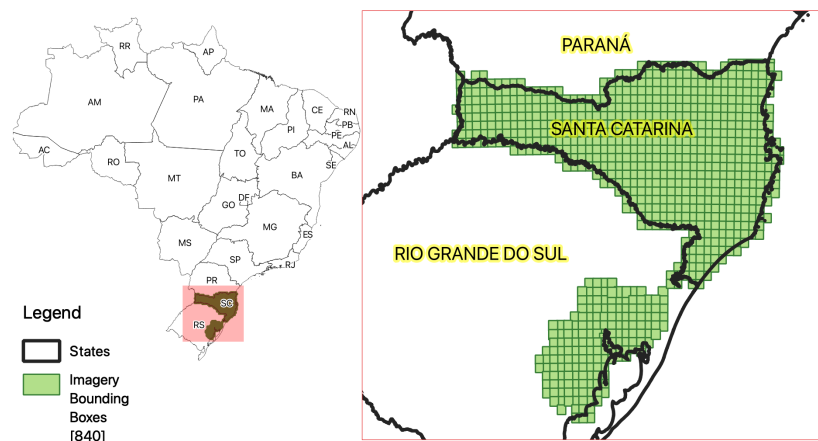 RR
AP
AM
PA
MA
CE
RN
PB
PE
AL
SE
PI
AC
RO
TO
BA
MT
DF
GO
MG
ES
MS
SP
RJ
PR
SC
RS
Legend
States
Imagery
Bounding
Boxes
[840]
PARANÁ
SANTA CATARINA
RIO GRANDE DO SUL